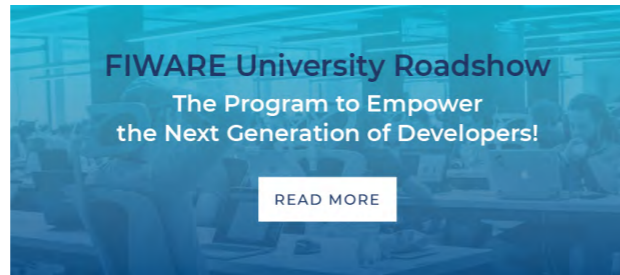 FIWARE University Roadshow
The Program to Empower
the Next Generation of Developers!
READ MORE